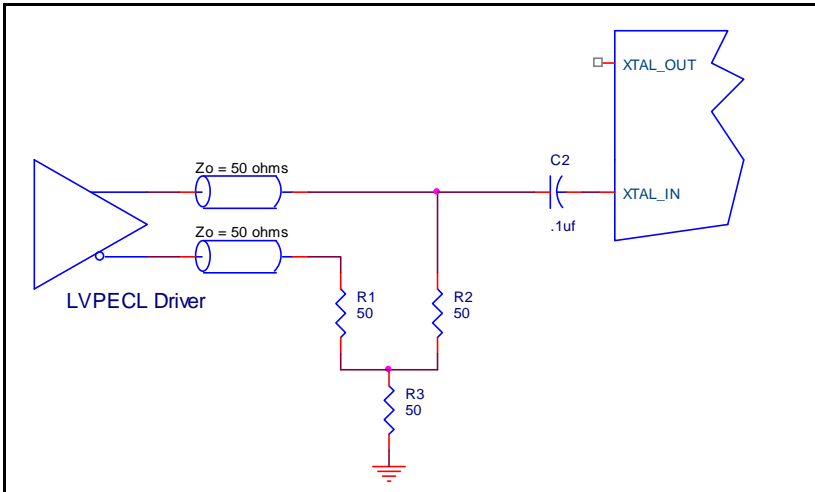 XTAL_OUT
C2
Zo = 50 ohms
XTAL_IN
.1uf
Zo = 50 ohms
LVPECL Driver
R1
50
R2
50
R3
50